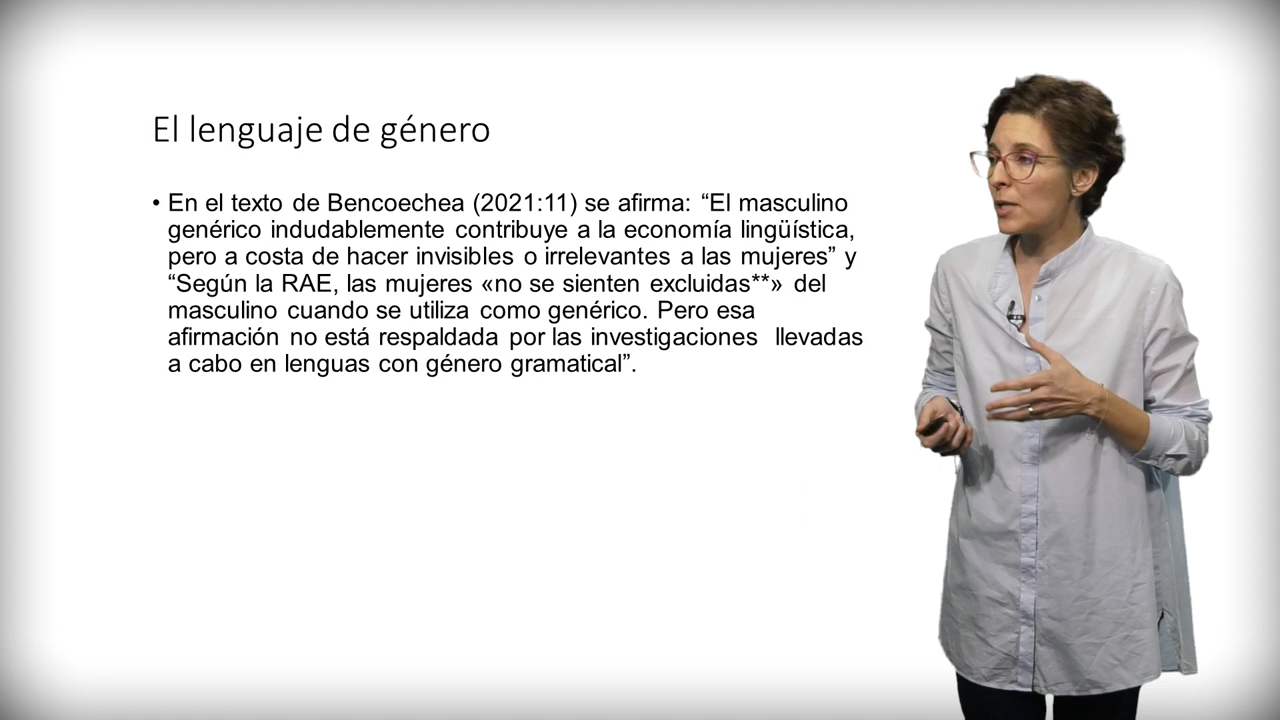 El lenguaje de género
• En el texto de Bencoechea (2021:11) se afirma: “El masculino
genérico indudablemente contribuye a la economía lingüística,
pero a costa de hacer invisibles o irrelevantes a las mujeres” y
“Según la RAE, las mujeres «no se sienten excluidas**» del
masculino cuando se utiliza como genérico. Pero esa
afirmación no está respaldada por las investigaciones  llevadas
a cabo en lenguas con género gramatical”.